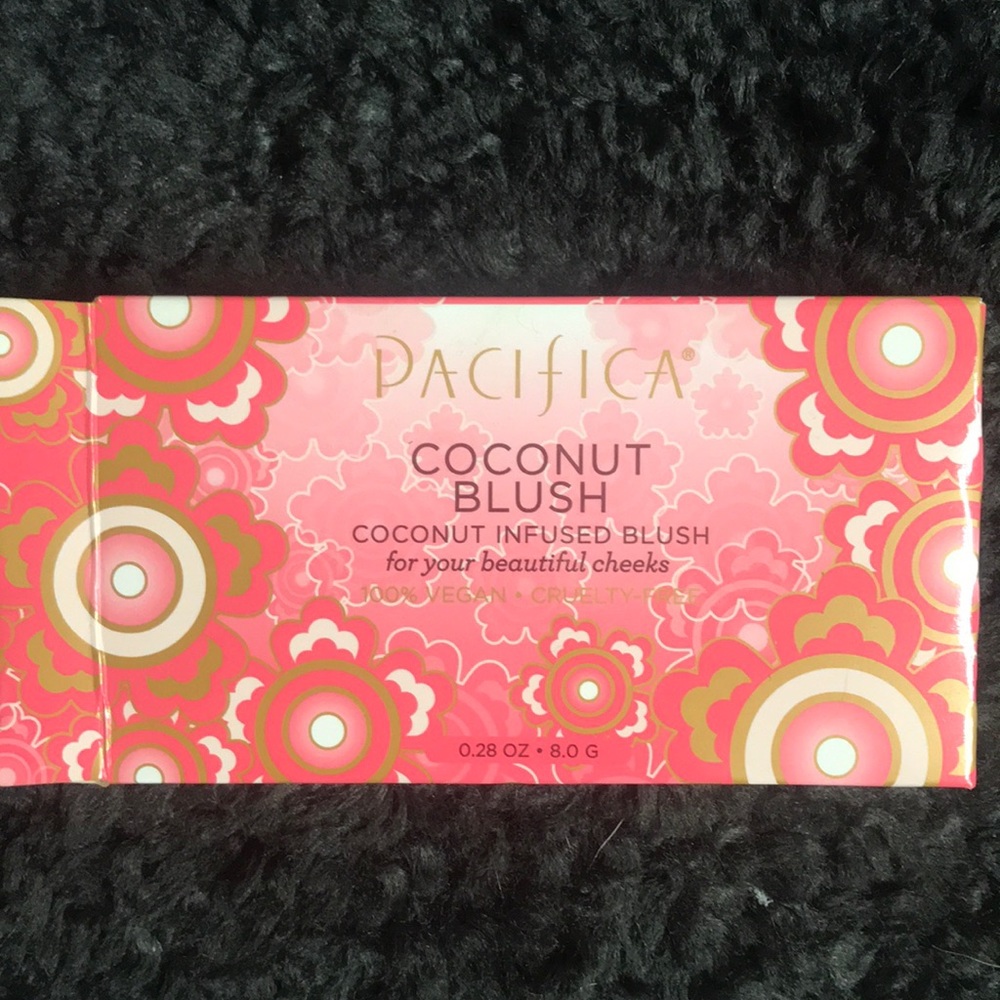 PACIFICA®
COCONUT
BLUSH
COCONUT INFUSED BLUSH
for your beautiful cheeks
100% VEGAN • CRUELTY-FREE
0.28 OZ • 8.0 G